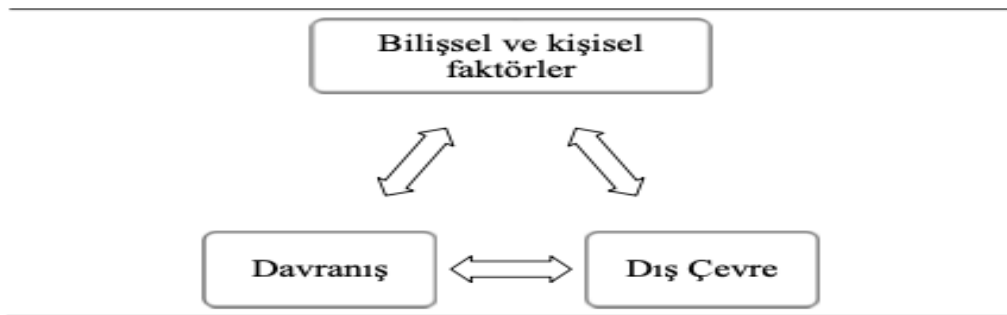 Bilişsel ve kişisel
faktörler
Davranış
Dış Çevre